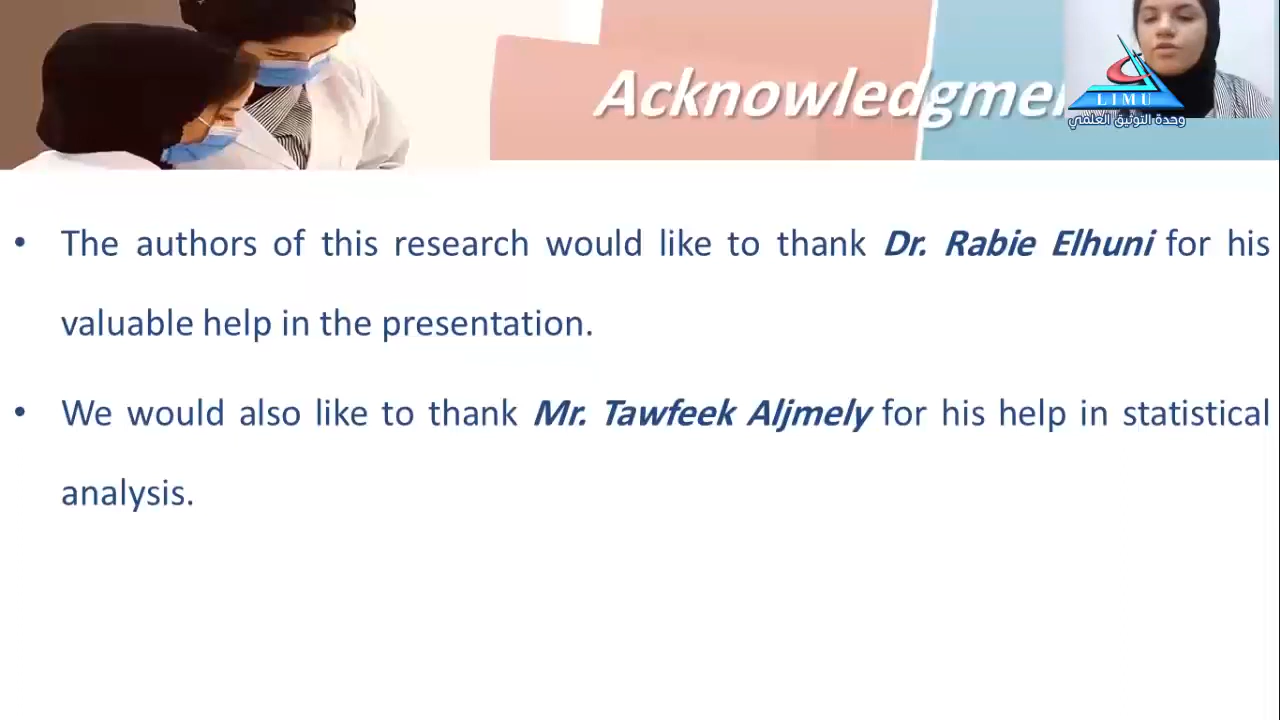 Acknowledgme
LIMU
وحدة التوثيق العلمي
• The authors of this research would like to thank Dr. Rabie Elhuni for his
valuable help in the presentation.
• We would also like to thank Mr. Tawfeek Aljmely for his help in statistical
analysis.